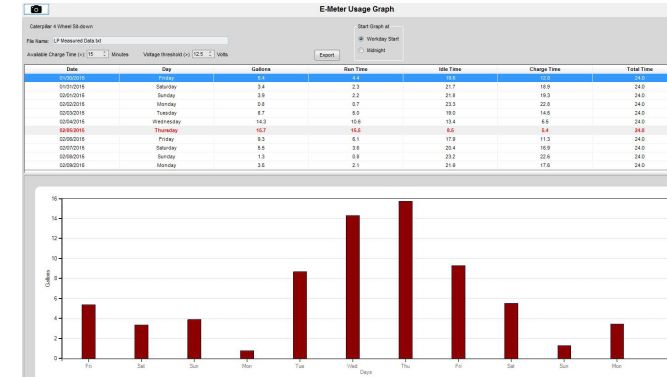 E-Meter Usage Graph
Caterpillar 4 Wheel Sit-down
Start Graph at
File Name: LP Measured Data.txt
Workday Start
Midnight
Available Charge Time (>): 15 Minutes Voltage threshold (<): 12.5 Volts Export
Date Day Gallons Run Time Idle Time Charge Time Total Time
01/30/2015 Friday 5.4 4.4 19.6 12.9 24.0
01/31/2015 Saturday 3.4 2.3 21.7 18.9 24.0
02/01/2015 Sunday 3.9 2.2 21.8 19.3 24.0
02/02/2015 Monday 0.8 0.7 23.3 22.8 24.0
02/03/2015 Tuesday 8.7 5.0 19.0 14.5 24.0
02/04/2015 Wednesday 14.3 10.6 13.4 5.5 24.0
02/05/2015 Thursday 15.7 15.5 8.5 5.4 24.0
02/06/2015 Friday 9.3 6.1 17.9 11.3 24.0
02/07/2015 Saturday 5.5 3.6 20.4 16.9 24.0
02/08/2015 Sunday 1.3 0.8 23.2 22.6 24.0
02/09/2015 Monday 3.6 2.1 21.9 17.6 24.0
16
14
12
10
8
6
4
2
0
Gallons
Fri Sat Sun Mon Tue Wed Thu Fri Sat Sun Mon
Days